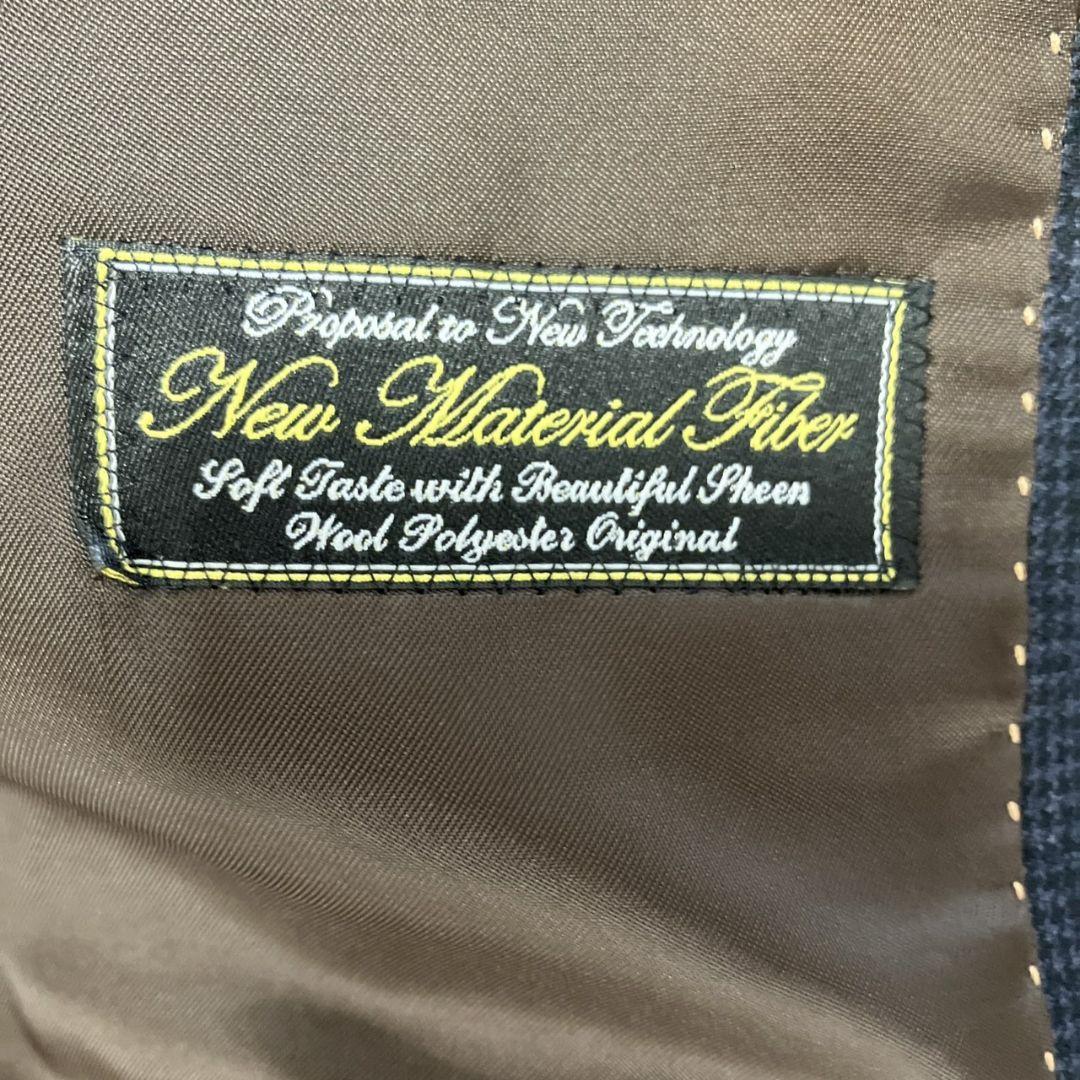 Proposal to New Technology
New Material Fiber
Soft Taste with Beautiful Sheen
Wool Polyester Original